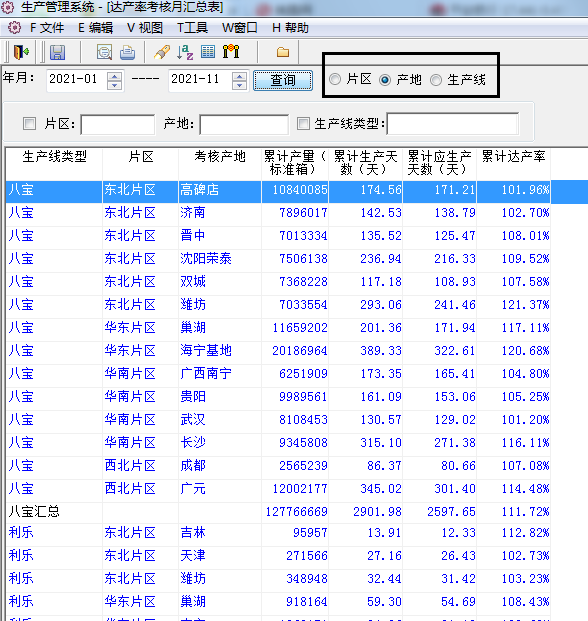 生产管理系统 - [达产率考核月汇总表]
F 文件 E 编辑 V 视图 T工具 W窗口 H 帮助
年月: 2021-01 ---- 2021-11 查询 片区 产地 生产线
片区: 产地: 生产线类型:
生产线类型 片区 考核产地 累计产量（标准箱） 累计生产天数（天） 累计应生产天数（天） 累计达产率
八宝 东北片区 高碑店 10840085 174.56 171.21 101.96%
八宝 东北片区 济南 7896017 142.53 138.79 102.70%
八宝 东北片区 晋中 7013334 135.52 125.47 108.01%
八宝 东北片区 沈阳荣泰 7506138 236.94 216.33 109.52%
八宝 东北片区 双城 7368228 117.18 108.93 107.58%
八宝 东北片区 潍坊 7033554 293.06 241.46 121.37%
八宝 华东片区 巢湖 11659202 201.36 171.94 117.11%
八宝 华东片区 海宁基地 20186964 389.33 322.61 120.68%
八宝 华南片区 广西南宁 6251909 173.35 165.41 104.80%
八宝 华南片区 贵阳 9989561 161.09 153.06 105.25%
八宝 华南片区 武汉 8108453 130.57 129.02 101.20%
八宝 华南片区 长沙 9345808 315.10 271.38 116.11%
八宝 西北片区 成都 2565239 86.37 80.66 107.08%
八宝 西北片区 广元 12002177 345.02 301.40 114.48%
八宝汇总 127766669 2901.98 2597.65 111.72%
利乐 东北片区 吉林 95957 13.91 12.33 112.82%
利乐 东北片区 天津 271566 27.16 26.43 102.73%
利乐 东北片区 潍坊 348948 32.44 31.42 103.23%
利乐 华东片区 巢湖 918164 59.30 54.69 108.43%